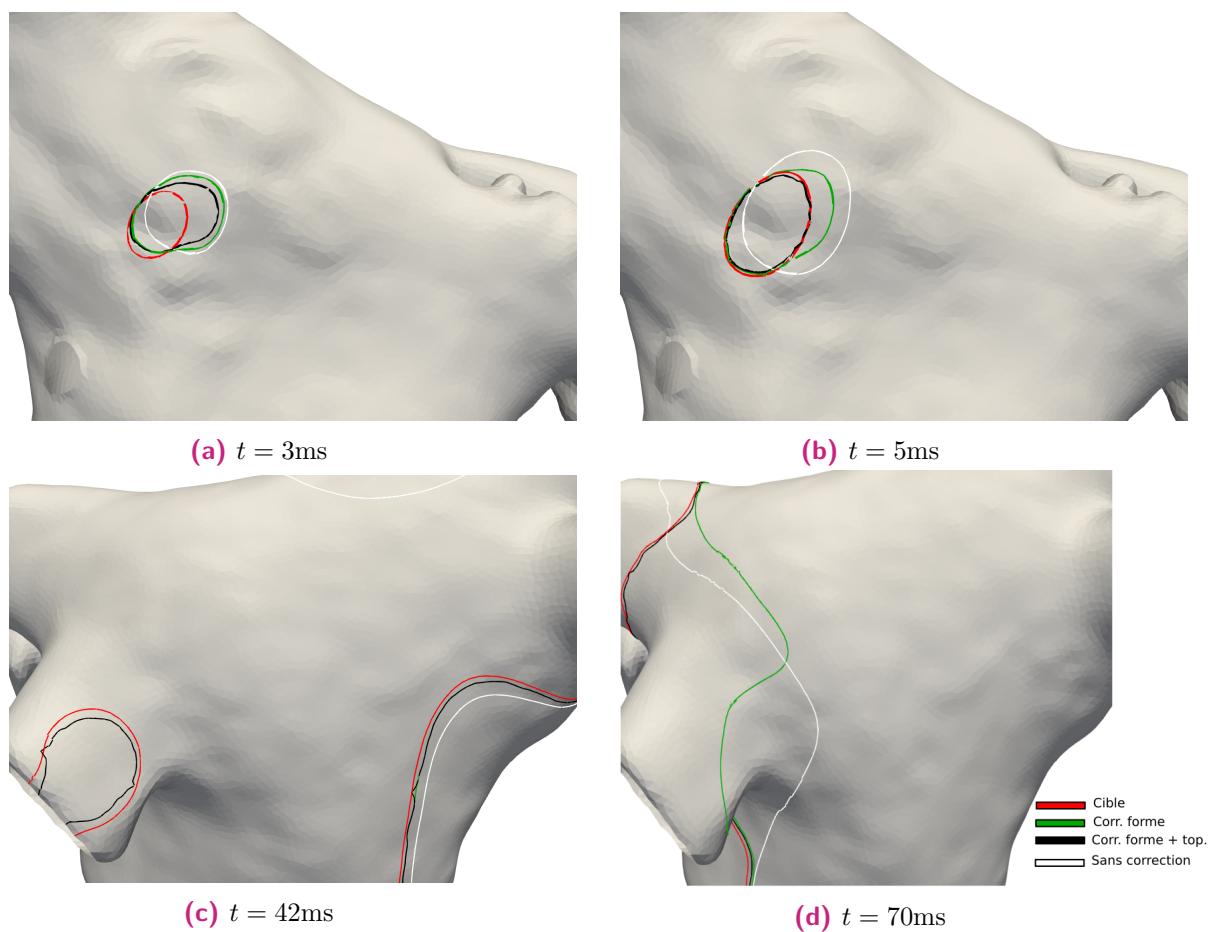 (a) t = 3ms
(b) t = 5ms
(c) t = 42ms
(d) t = 70ms
Cible
Corr. forme
Corr. forme + top.
Sans correction